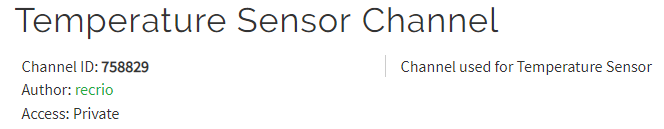 Temperature Sensor Channel
Channel ID: 758829
Author: recrio
Access: Private
Channel used for Temperature Sensor